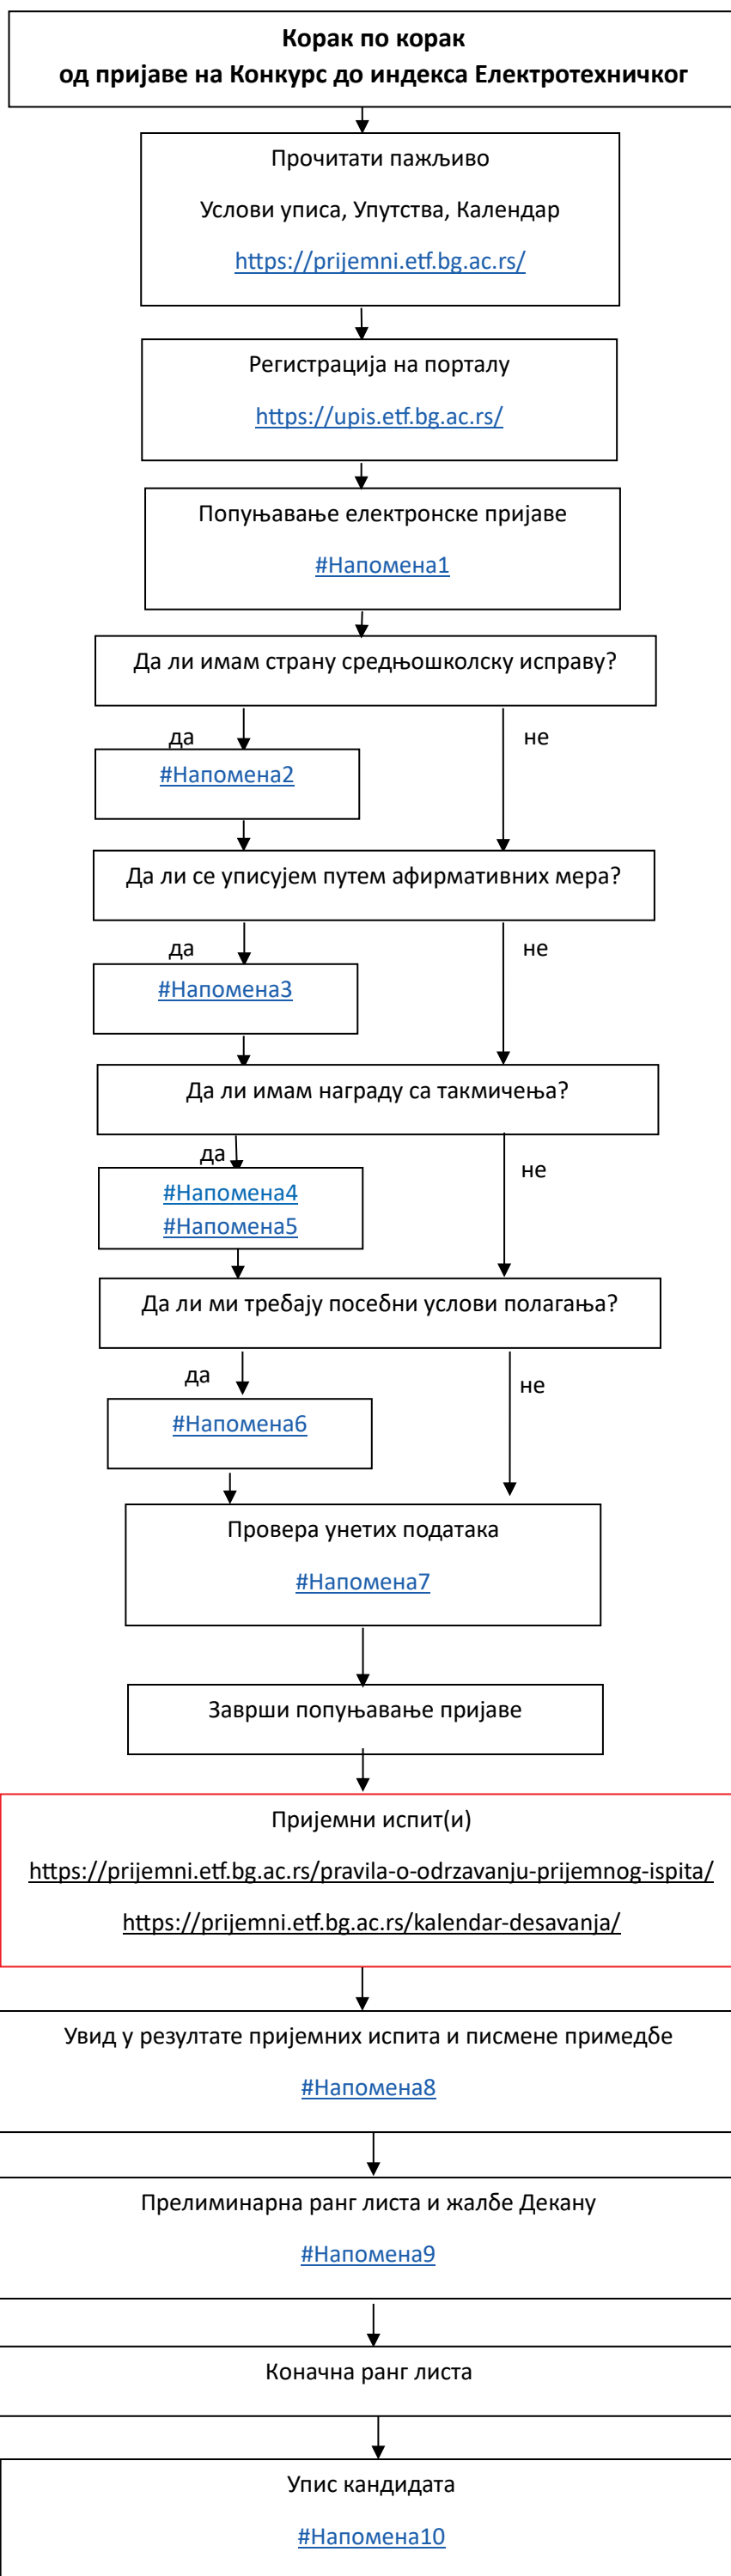 Корак по корак
од пријаве на Конкурс до индекса Електротехничког
Прочитати пажљиво
Услови уписа, Упутства, Календар
https://prijemni.etf.bg.ac.rs/
Регистрација на порталу
https://upis.etf.bg.ac.rs/
Попуњавање електронске пријаве
#Напомена1
Да ли имам страну средњошколску исправу?
да
не
#Напомена2
Да ли се уписујем путем афирмативних мера?
да
не
#Напомена3
Да ли имам награду са такмичења?
да
не
#Напомена4
#Напомена5
Да ли ми требају посебни услови полагања?
да
не
#Напомена6
Провера унетих података
#Напомена7
Заврши попуњавање пријаве
Пријемни испит(и)
https://prijemni.etf.bg.ac.rs/pravila-o-odrzavanju-prijemnog-ispita/
https://prijemni.etf.bg.ac.rs/kalendar-desavanja/
Увид у резултате пријемних испита и писмене примедбе
#Напомена8
Прелиминарна ранг листа и жалбе Декану
#Напомена9
Коначна ранг листа
Упис кандидата
#Напомена10